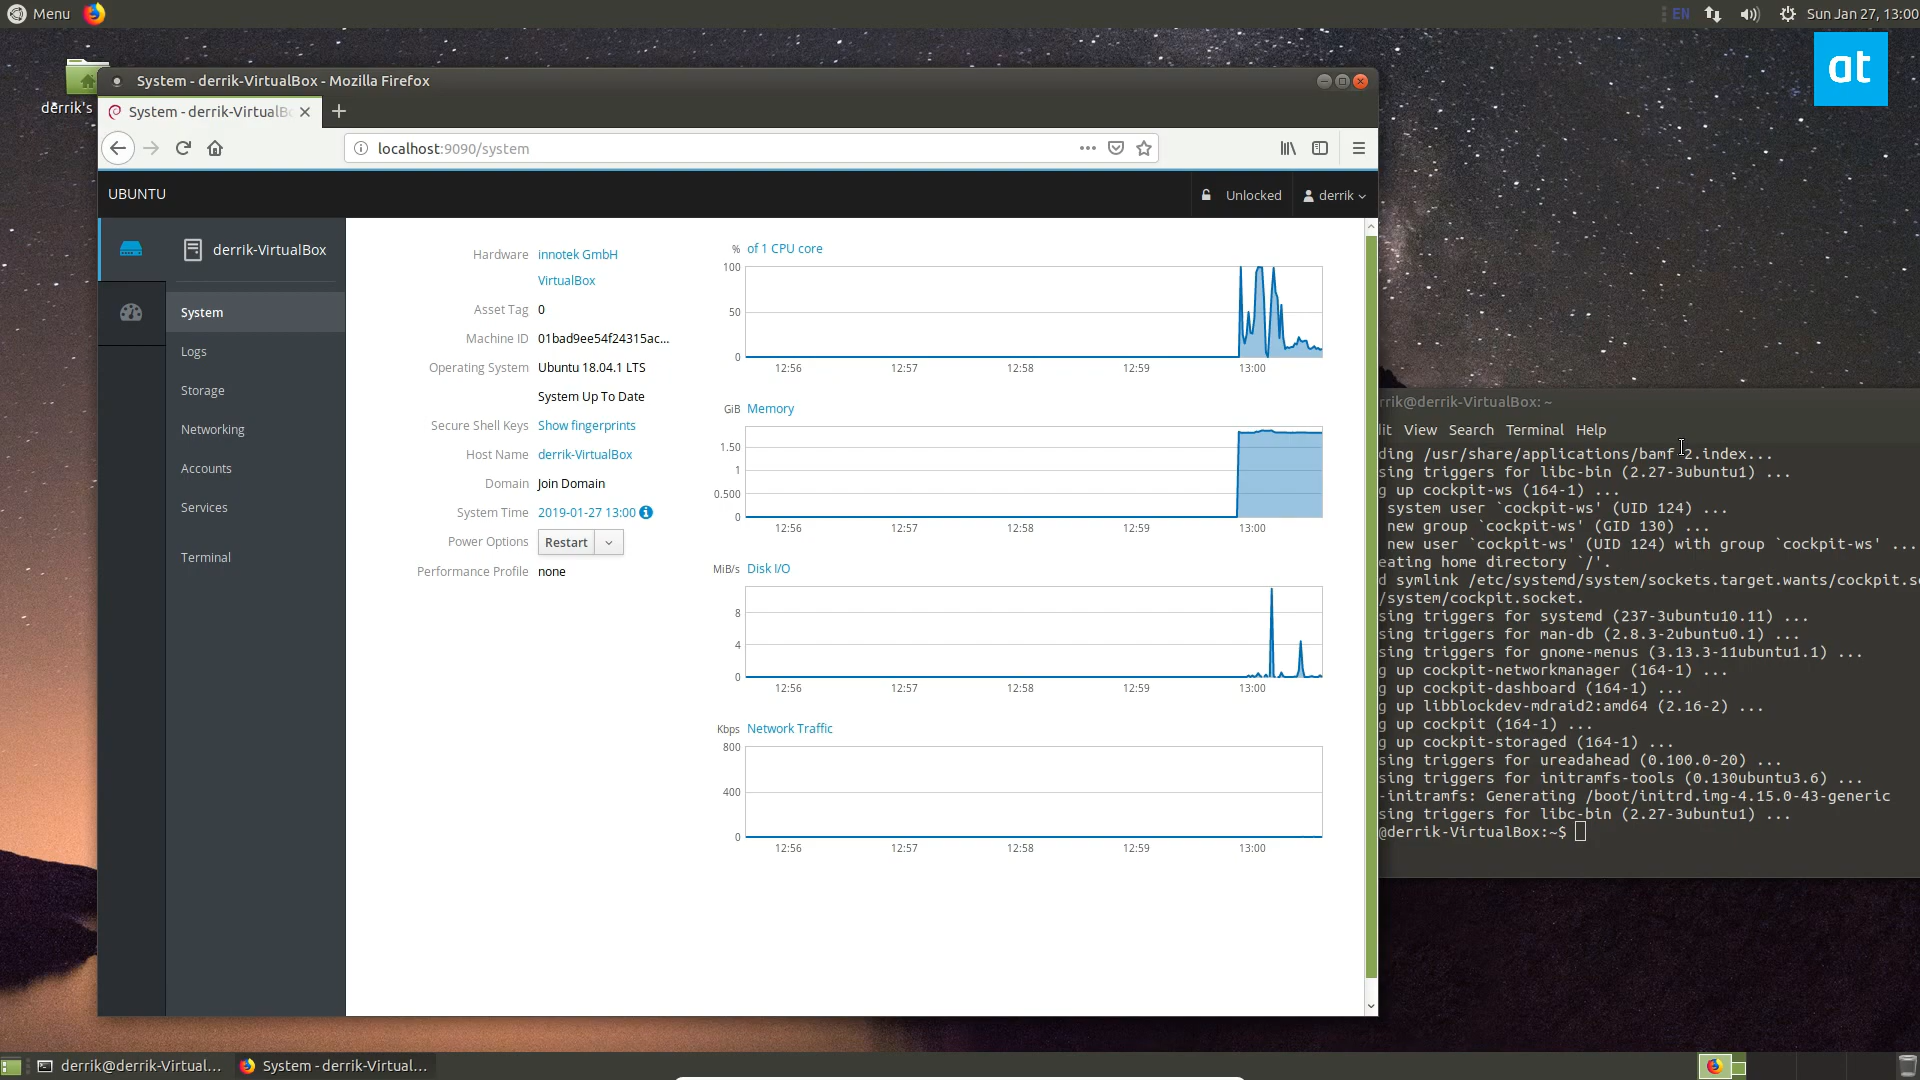 Menu
EN
Sun Jan 27, 13:00
at
derrik's
System - derrik-VirtualBox - Mozilla Firefox
System - derrik-VirtualB
localhost:9090/system
UBUNTU
Unlocked
derrik
derrik-VirtualBox
System
Logs
Storage
Networking
Accounts
Services
Terminal
Hardware innotek GmbH
VirtualBox
Asset Tag 0
Machine ID 01bad9ee54f24315ac...
Operating System Ubuntu 18.04.1 LTS
System Up To Date
Secure Shell Keys Show fingerprints
Host Name derrik-VirtualBox
Domain Join Domain
System Time 2019-01-27 13:00
Power Options Restart
Performance Profile none
% of 1 CPU core
100
50
0
12:56 12:57 12:58 12:59 13:00
GiB Memory
1.50
1
0.500
0
12:56 12:57 12:58 12:59 13:00
MiB/s Disk I/O
8
4
0
12:56 12:57 12:58 12:59 13:00
Kbps Network Traffic
800
400
0
12:56 12:57 12:58 12:59 13:00
rrik@derrik-VirtualBox: ~
it View Search Terminal Help
ding /usr/share/applications/bamf-2.index...
sing triggers for libc-bin (2.27-3ubuntu1) ...
g up cockpit-ws (164-1) ...
system user `cockpit-ws' (UID 124) ...
new group `cockpit-ws' (GID 130) ...
new user `cockpit-ws' (UID 124) with group `cockpit-ws' ...
eating home directory `/'.
d symlink /etc/systemd/system/sockets.target.wants/cockpit.so
/system/cockpit.socket.
sing triggers for systemd (237-3ubuntu10.11) ...
sing triggers for man-db (2.8.3-2ubuntu0.1) ...
sing triggers for gnome-menus (3.13.3-11ubuntu1.1) ...
g up cockpit-networkmanager (164-1) ...
g up cockpit-dashboard (164-1) ...
g up libblockdev-mdraid2:amd64 (2.16-2) ...
g up cockpit (164-1) ...
g up cockpit-storaged (164-1) ...
sing triggers for ureadahead (0.100.0-20) ...
sing triggers for initramfs-tools (0.130ubuntu3.6) ...
-initramfs: Generating /boot/initrd.img-4.15.0-43-generic
sing triggers for libc-bin (2.27-3ubuntu1) ...
@derrik-VirtualBox:~$
derrik@derrik-Virtual...
System - derrik-Virtual...